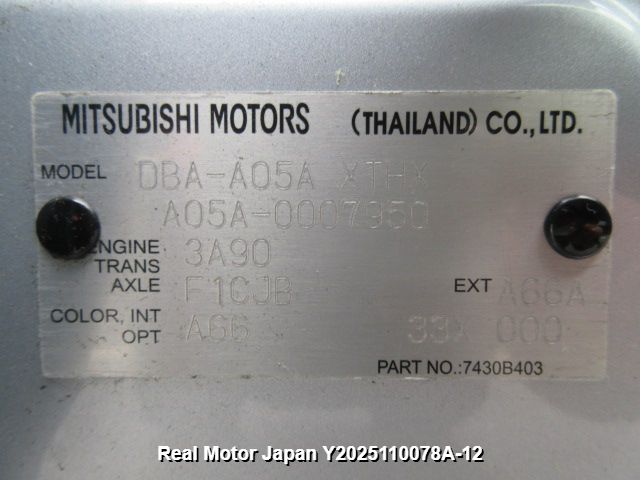 MITSUBISHI MOTORS (THAILAND) CO., LTD.
MODEL DBA-A05A XTHX
A05A-0007950
ENGINE 3A90
TRANS AXLE F1CJB EXT A66A
COLOR, INT OPT A66 33X 000
PART NO.:7430B403
Real Motor Japan Y2025110078A-12